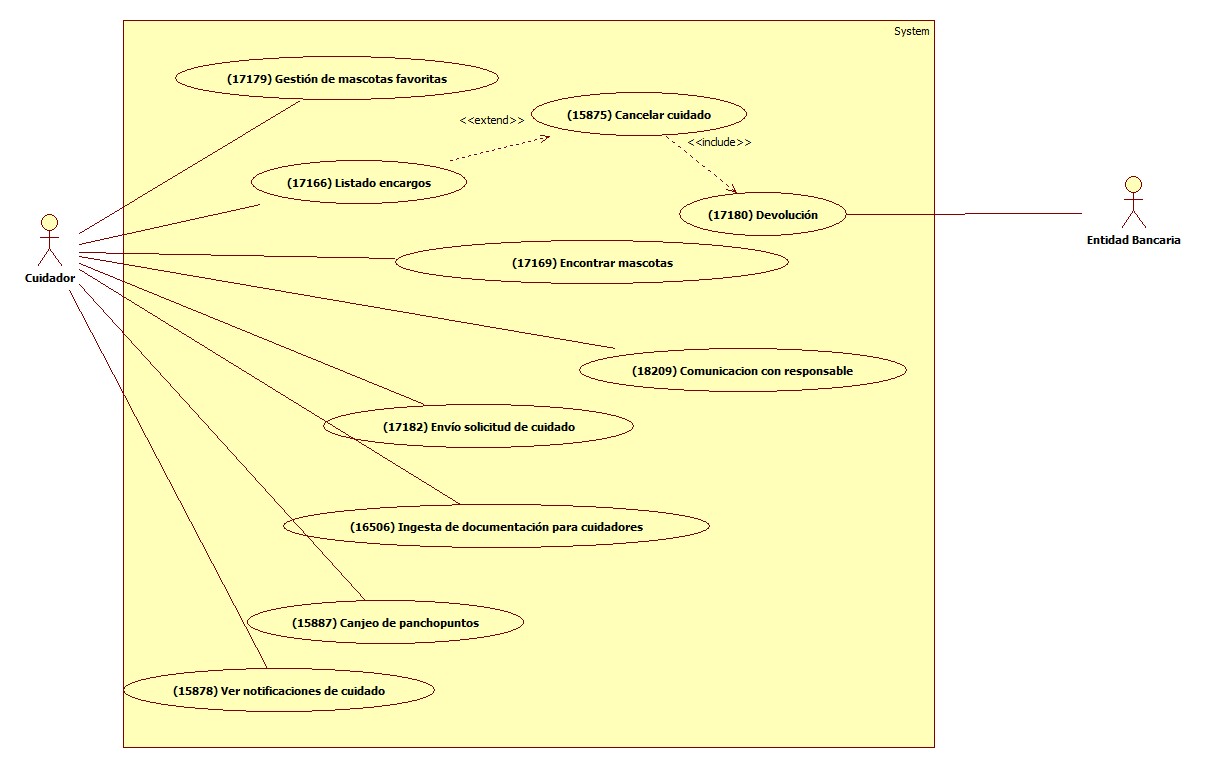 System
(17179) Gestión de mascotas favoritas
<<extend>>
(15875) Cancelar cuidado
<<include>>
(17166) Listado encargos
(17180) Devolución
Entidad Bancaria
(17169) Encontrar mascotas
Cuidador
(18209) Comunicacion con responsable
(17182) Envío solicitud de cuidado
(16506) Ingesta de documentación para cuidadores
(15887) Canjeo de panchopuntos
(15878) Ver notificaciones de cuidado